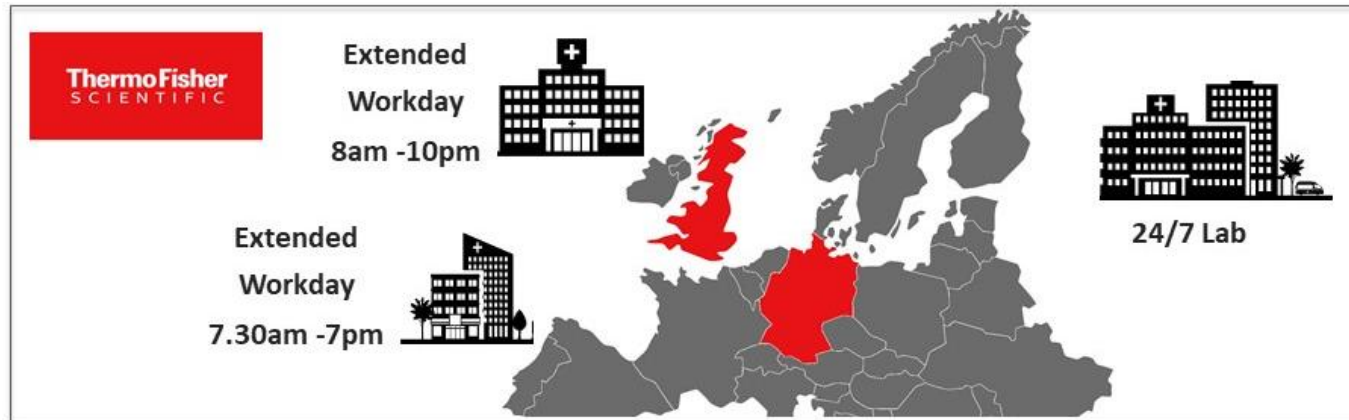 ThermoFisher
SCIENTIFIC
Extended
Workday
8am -10pm
Extended
Workday
7.30am -7pm
24/7 Lab